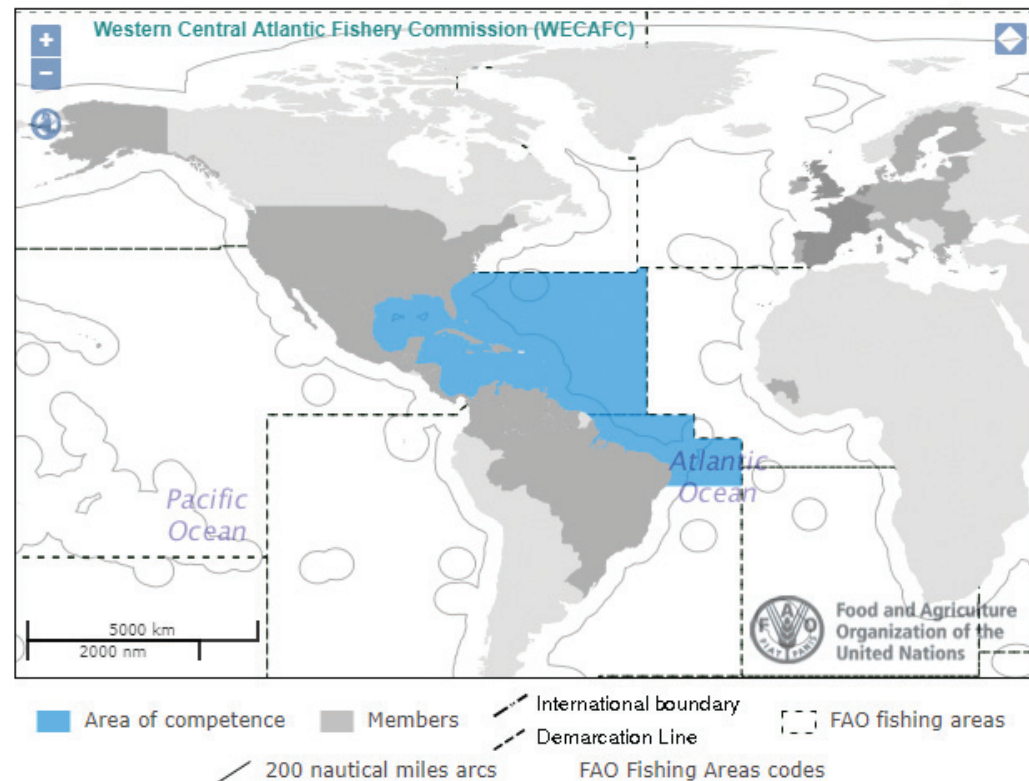 Western Central Atlantic Fishery Commission (WECAFC)
+
−
Pacific
Ocean
Atlantic
Ocean
5000 km
2000 nm
F A O
FIAT PANIS
Food and Agriculture
Organization of the
United Nations
Area of competence
Members
International boundary
Demarcation Line
FAO fishing areas
200 nautical miles arcs
FAO Fishing Areas codes